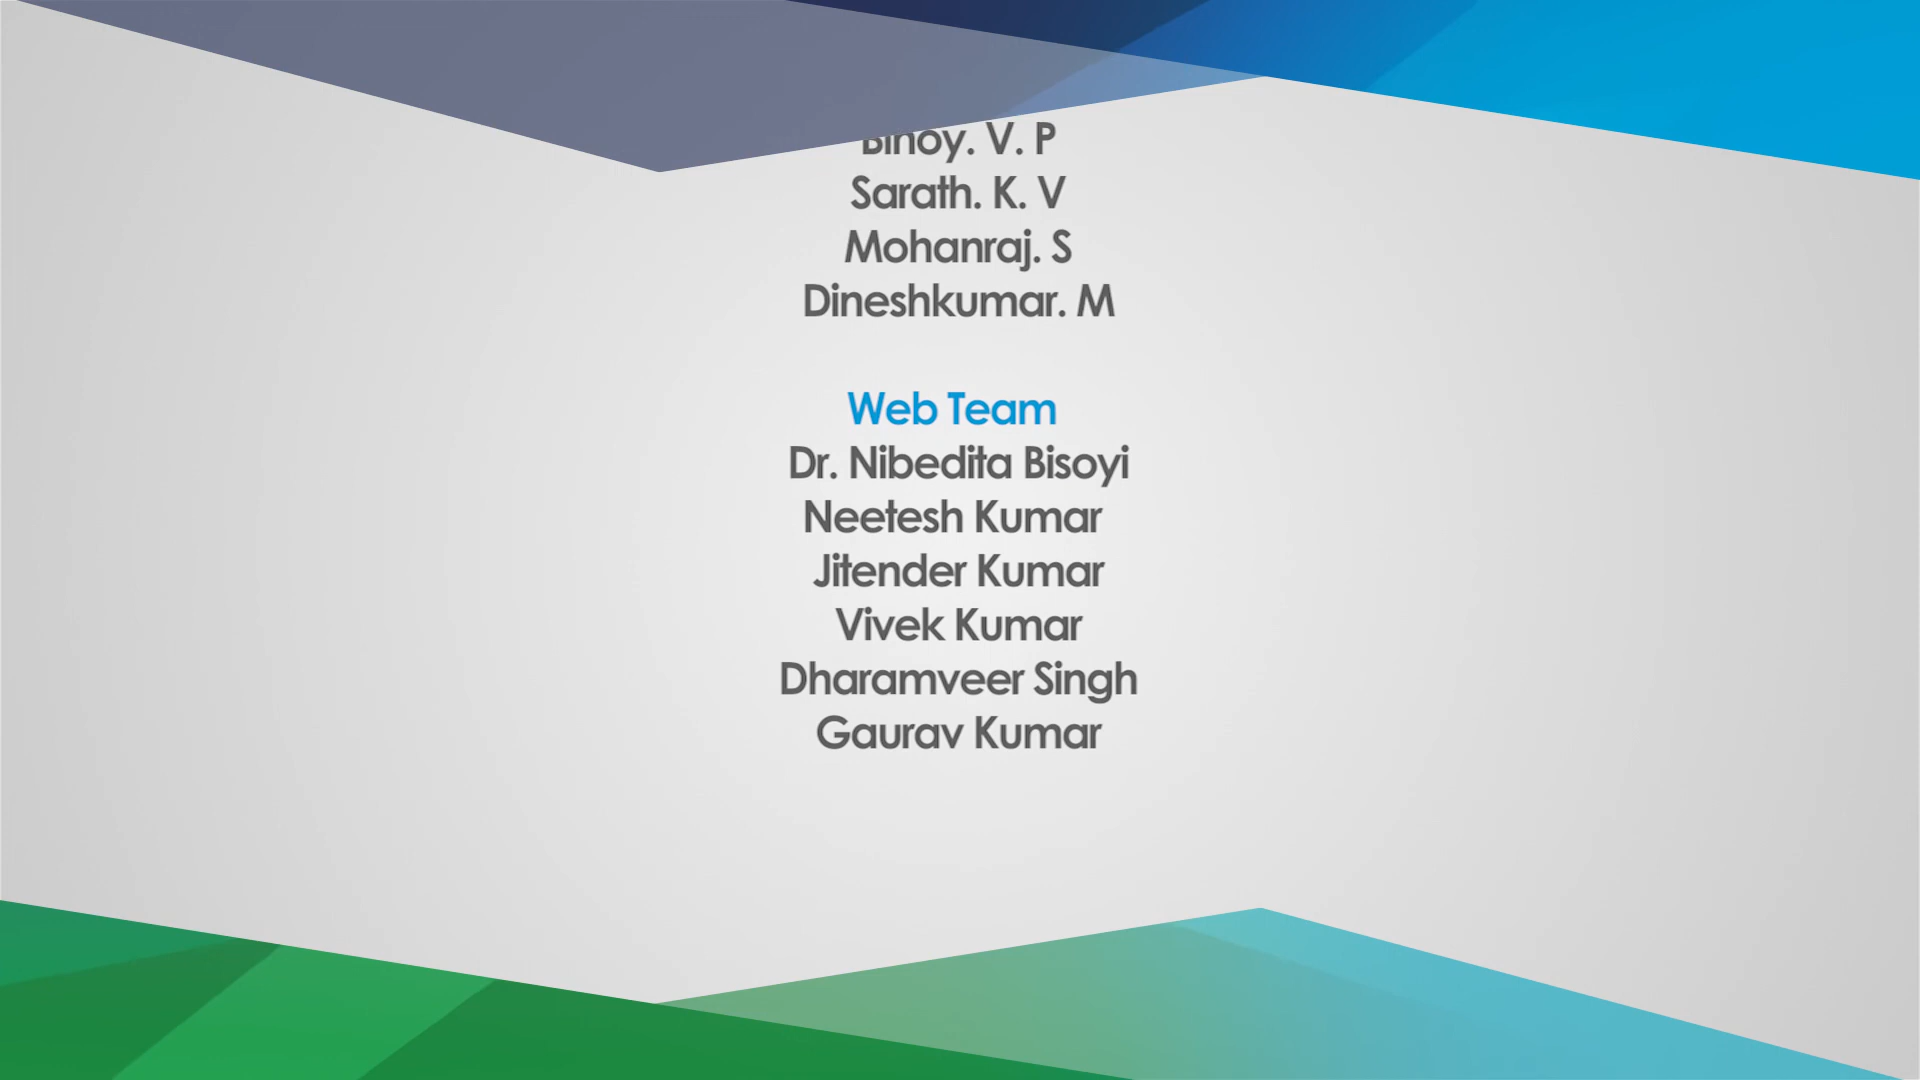 Binoy. V. P
Sarath. K. V
Mohanraj. S
Dineshkumar. M
Web Team
Dr. Nibedita Bisoyi
Neetesh Kumar
Jitender Kumar
Vivek Kumar
Dharamveer Singh
Gaurav Kumar